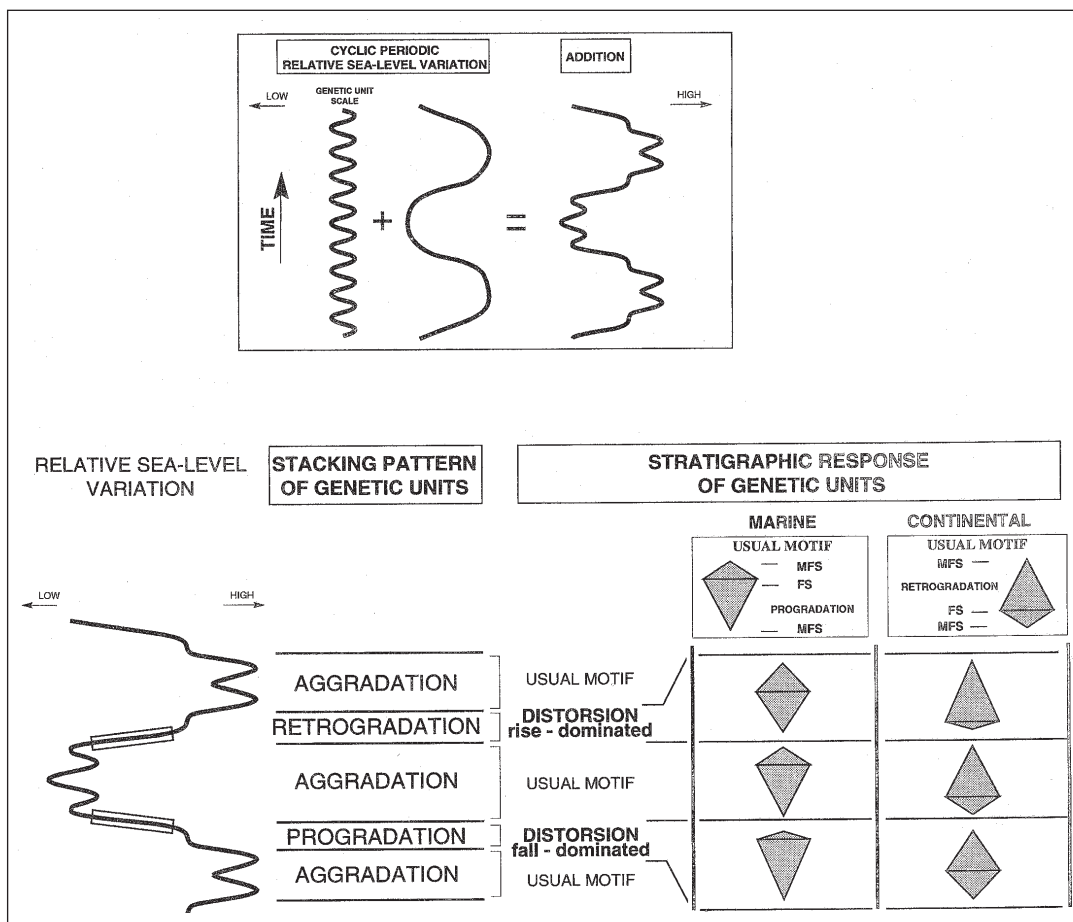 CYCLIC PERIODIC
RELATIVE SEA-LEVEL VARIATION
ADDITION
LOW
GENETIC UNIT
SCALE
HIGH
TIME
+
=
RELATIVE SEA-LEVEL
VARIATION
STACKING PATTERN
OF GENETIC UNITS
STRATIGRAPHIC RESPONSE
OF GENETIC UNITS
MARINE
CONTINENTAL
USUAL MOTIF
MFS
FS
PROGRADATION
MFS
USUAL MOTIF
MFS
RETROGRADATION
FS
MFS
LOW
HIGH
AGGRADATION
USUAL MOTIF
RETROGRADATION
DISTORSION
rise - dominated
AGGRADATION
USUAL MOTIF
PROGRADATION
DISTORSION
fall - dominated
AGGRADATION
USUAL MOTIF